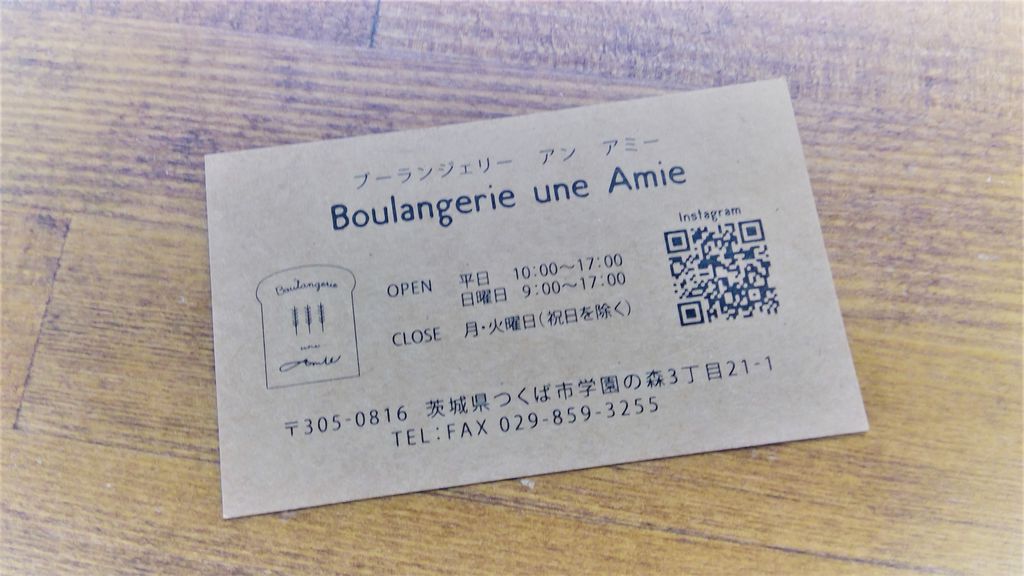 ブーランジェリー アン アミー
Boulangerie une Amie
Instagram
Boulangerie
une
Amie
OPEN 平日 10:00〜17:00
日曜日 9:00〜17:00
CLOSE 月・火曜日(祝日を除く)
〒305-0816 茨城県つくば市学園の森3丁目21-1
TEL:FAX 029-859-3255